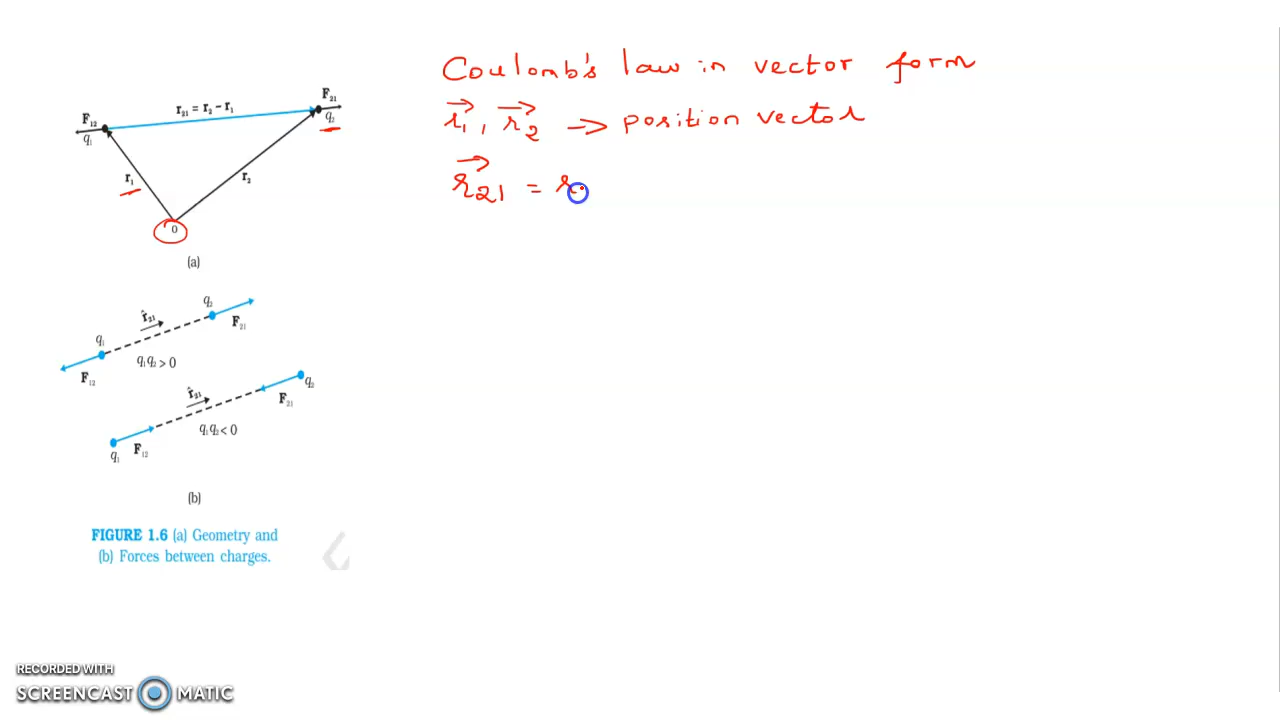 Coulomb's law in vector form
r₁, r₂ → position vector
r₂₁ = r
F₁₂
q₁
r₂₁ = r₂ – r₁
F₂₁
q₂
r₁
r₂
O
(a)
q₂
r̂₂₁
F₂₁
q₁
q₁q₂ > 0
F₁₂
r̂₂₁
q₂
F₂₁
q₁q₂ < 0
F₁₂
q₁
(b)
FIGURE 1.6 (a) Geometry and
(b) Forces between charges.
RECORDED WITH
SCREENCAST MATIC